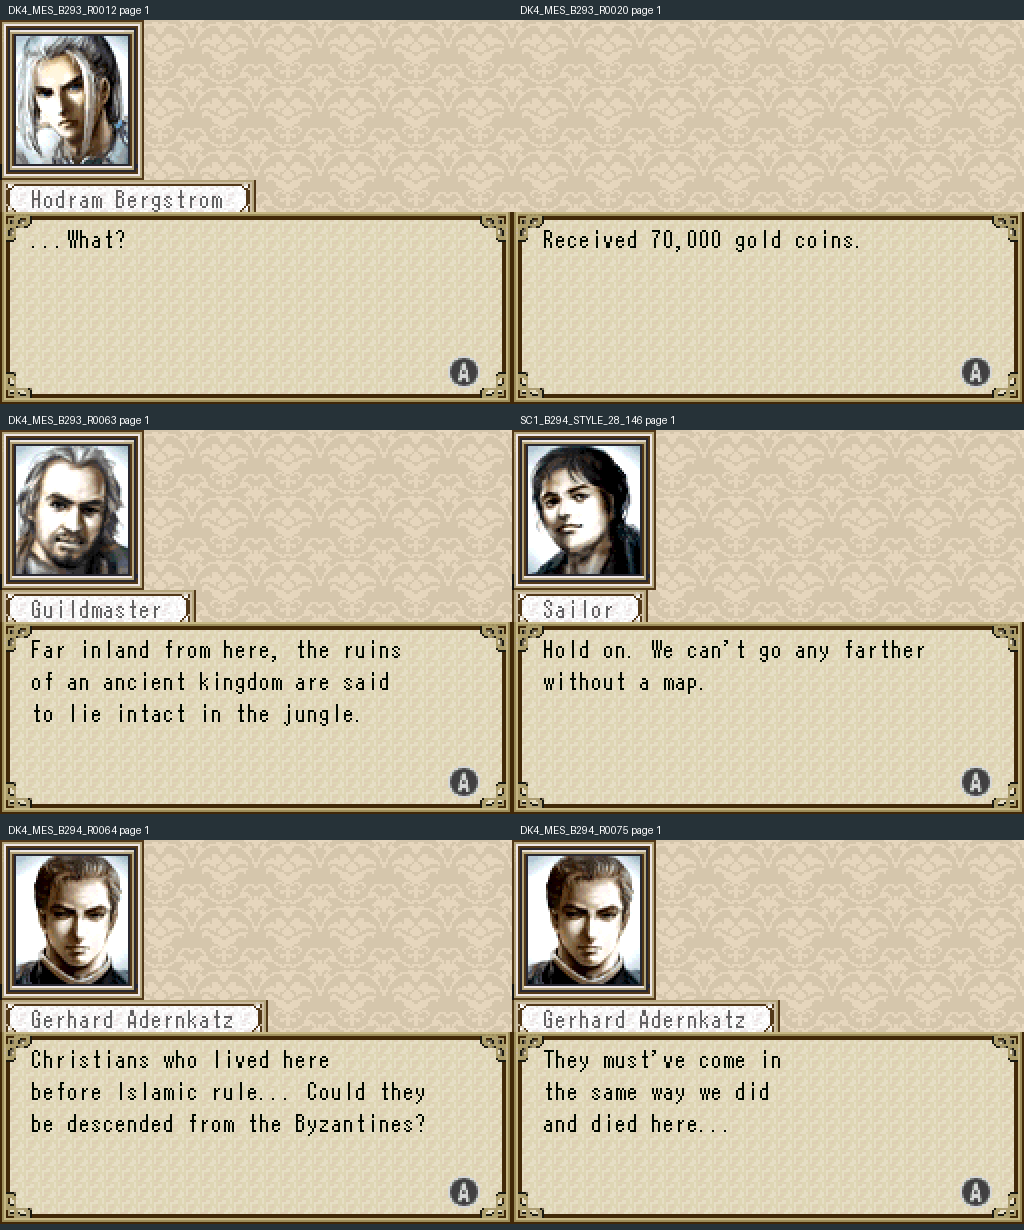 DK4_MES_B293_R0012 page 1
DK4_MES_B293_R0020 page 1
Hodram Bergstrom
...What?
A
Received 70,000 gold coins.
A
DK4_MES_B293_R0063 page 1
SC1_B294_STYLE_28_146 page 1
Guildmaster
Far inland from here, the ruins
of an ancient kingdom are said
to lie intact in the jungle.
A
Sailor
Hold on. We can't go any farther
without a map.
A
DK4_MES_B294_R0064 page 1
DK4_MES_B294_R0075 page 1
Gerhard Adernkatz
Christians who lived here
before Islamic rule... Could they
be descended from the Byzantines?
A
Gerhard Adernkatz
They must've come in
the same way we did
and died here...
A